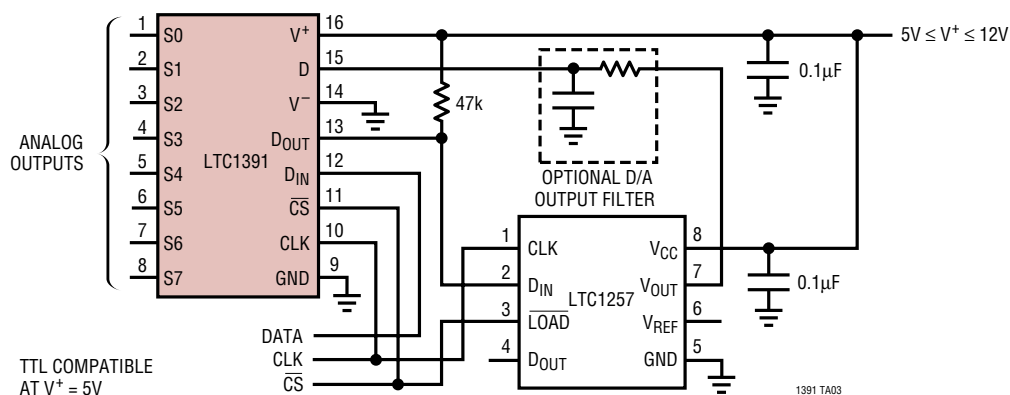 1 S0 V⁺ 16
2 S1 D 15
3 S2 V⁻ 14
4 S3 DOUT 13
5 S4 DIN 12
6 S5 CS 11
7 S6 CLK 10
8 S7 GND 9
LTC1391
ANALOG
OUTPUTS
47k
OPTIONAL D/A
OUTPUT FILTER
0.1µF
5V ≤ V⁺ ≤ 12V
1 CLK VCC 8
2 DIN VOUT 7
3 LOAD VREF 6
4 DOUT GND 5
LTC1257
0.1µF
DATA
CLK
CS
TTL COMPATIBLE
AT V⁺ = 5V
1391 TA03